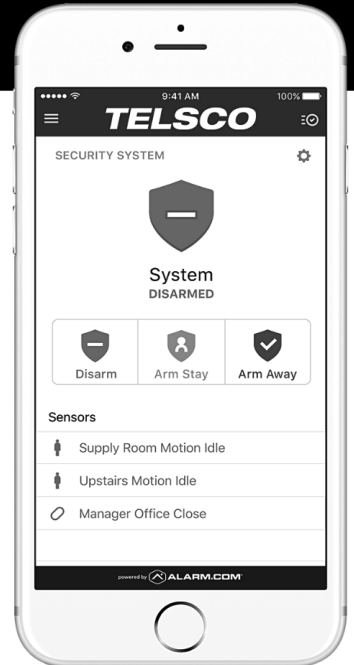 9:41 AM 100%
TELSCO
SECURITY SYSTEM
System
DISARMED
Disarm Arm Stay Arm Away
Sensors
Supply Room Motion Idle
Upstairs Motion Idle
Manager Office Close
powered by ALARM.COM